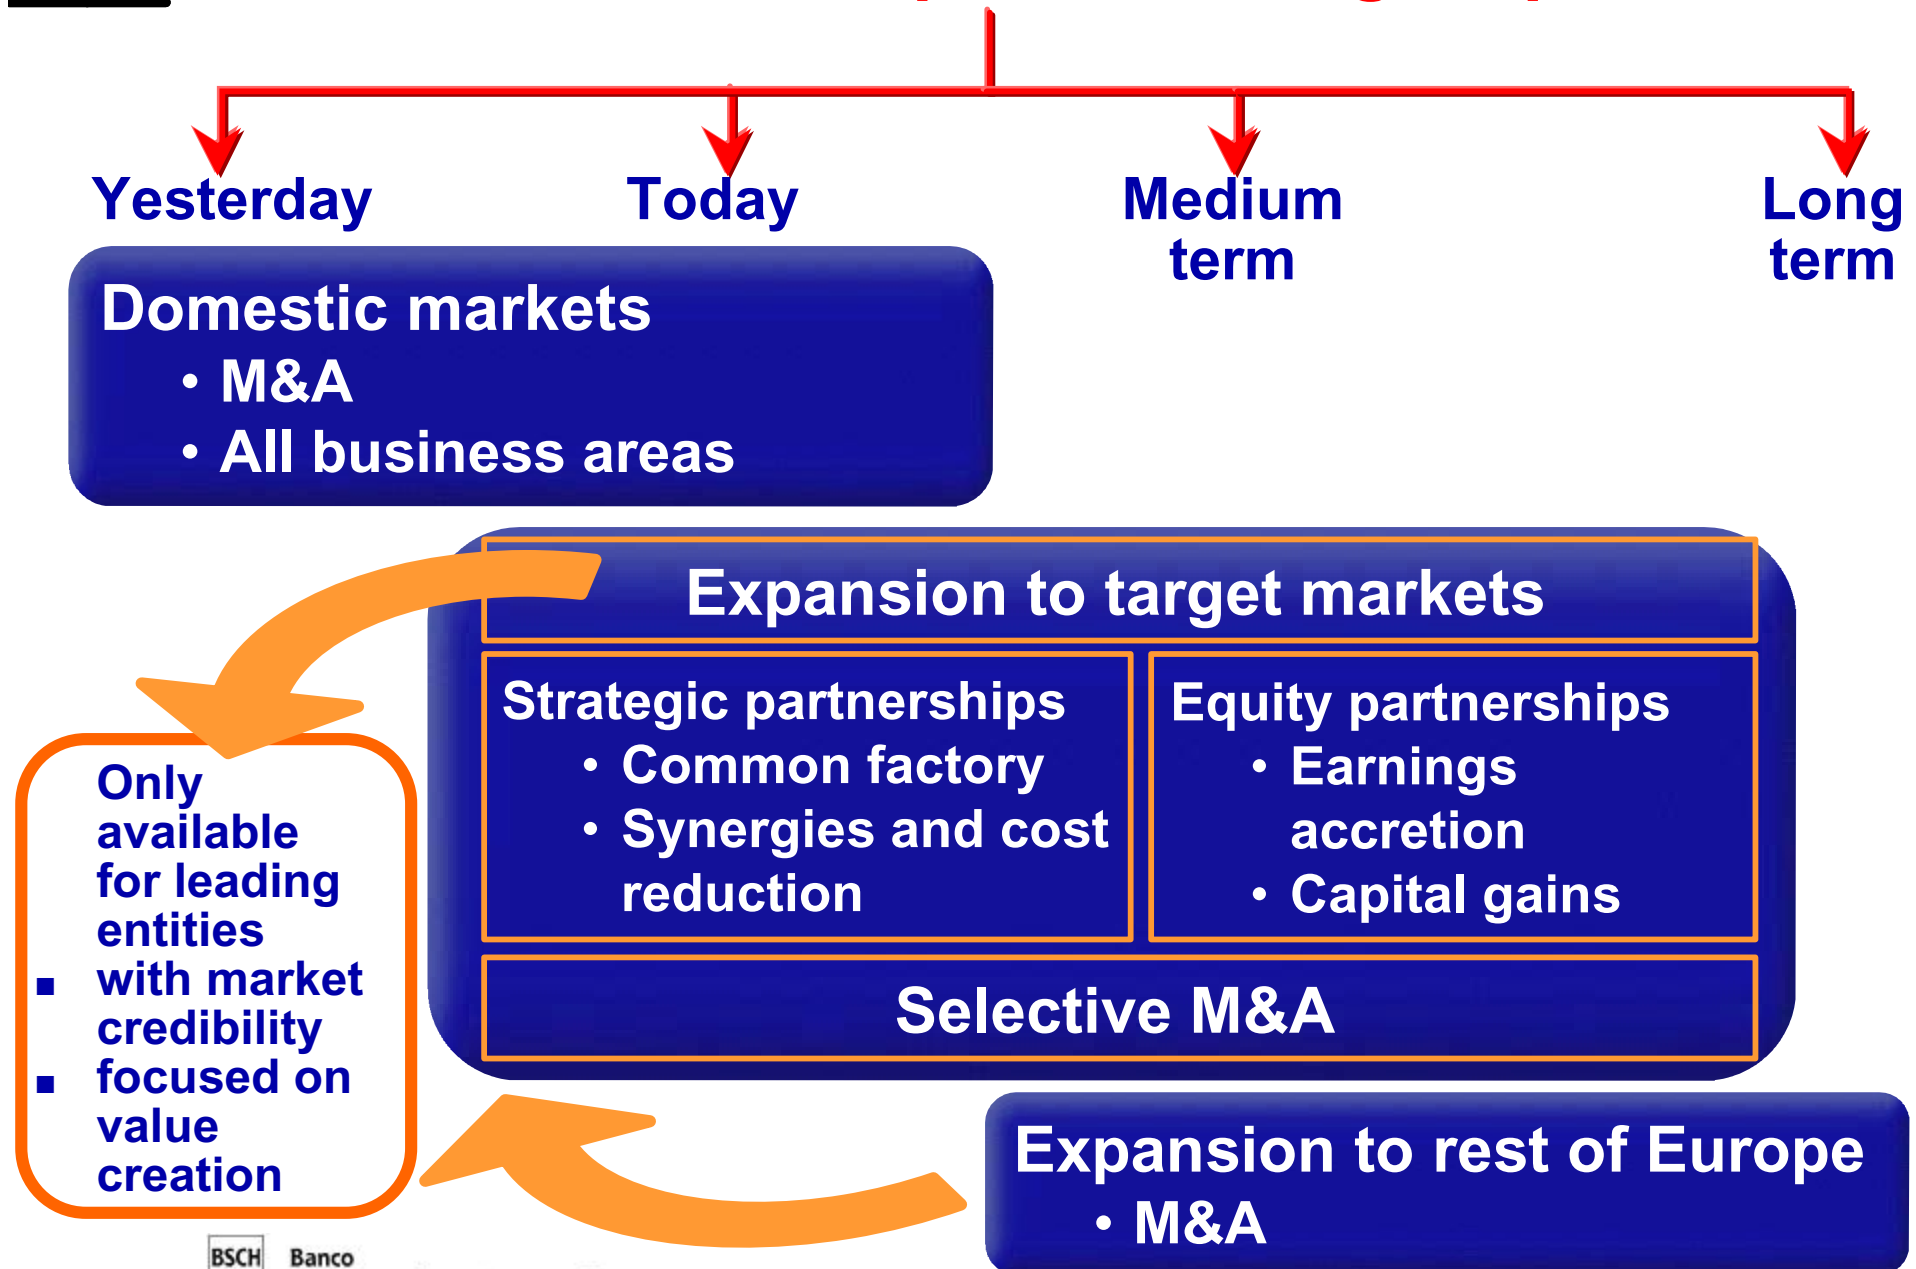 Yesterday
Today
Medium
term
Long
term
Domestic markets
• M&A
• All business areas
Expansion to target markets
Strategic partnerships
• Common factory
• Synergies and cost
reduction
Equity partnerships
• Earnings
accretion
• Capital gains
Selective M&A
Only
available
for leading
entities
■ with market
credibility
■ focused on
value
creation
Expansion to rest of Europe
• M&A
BSCH Banco